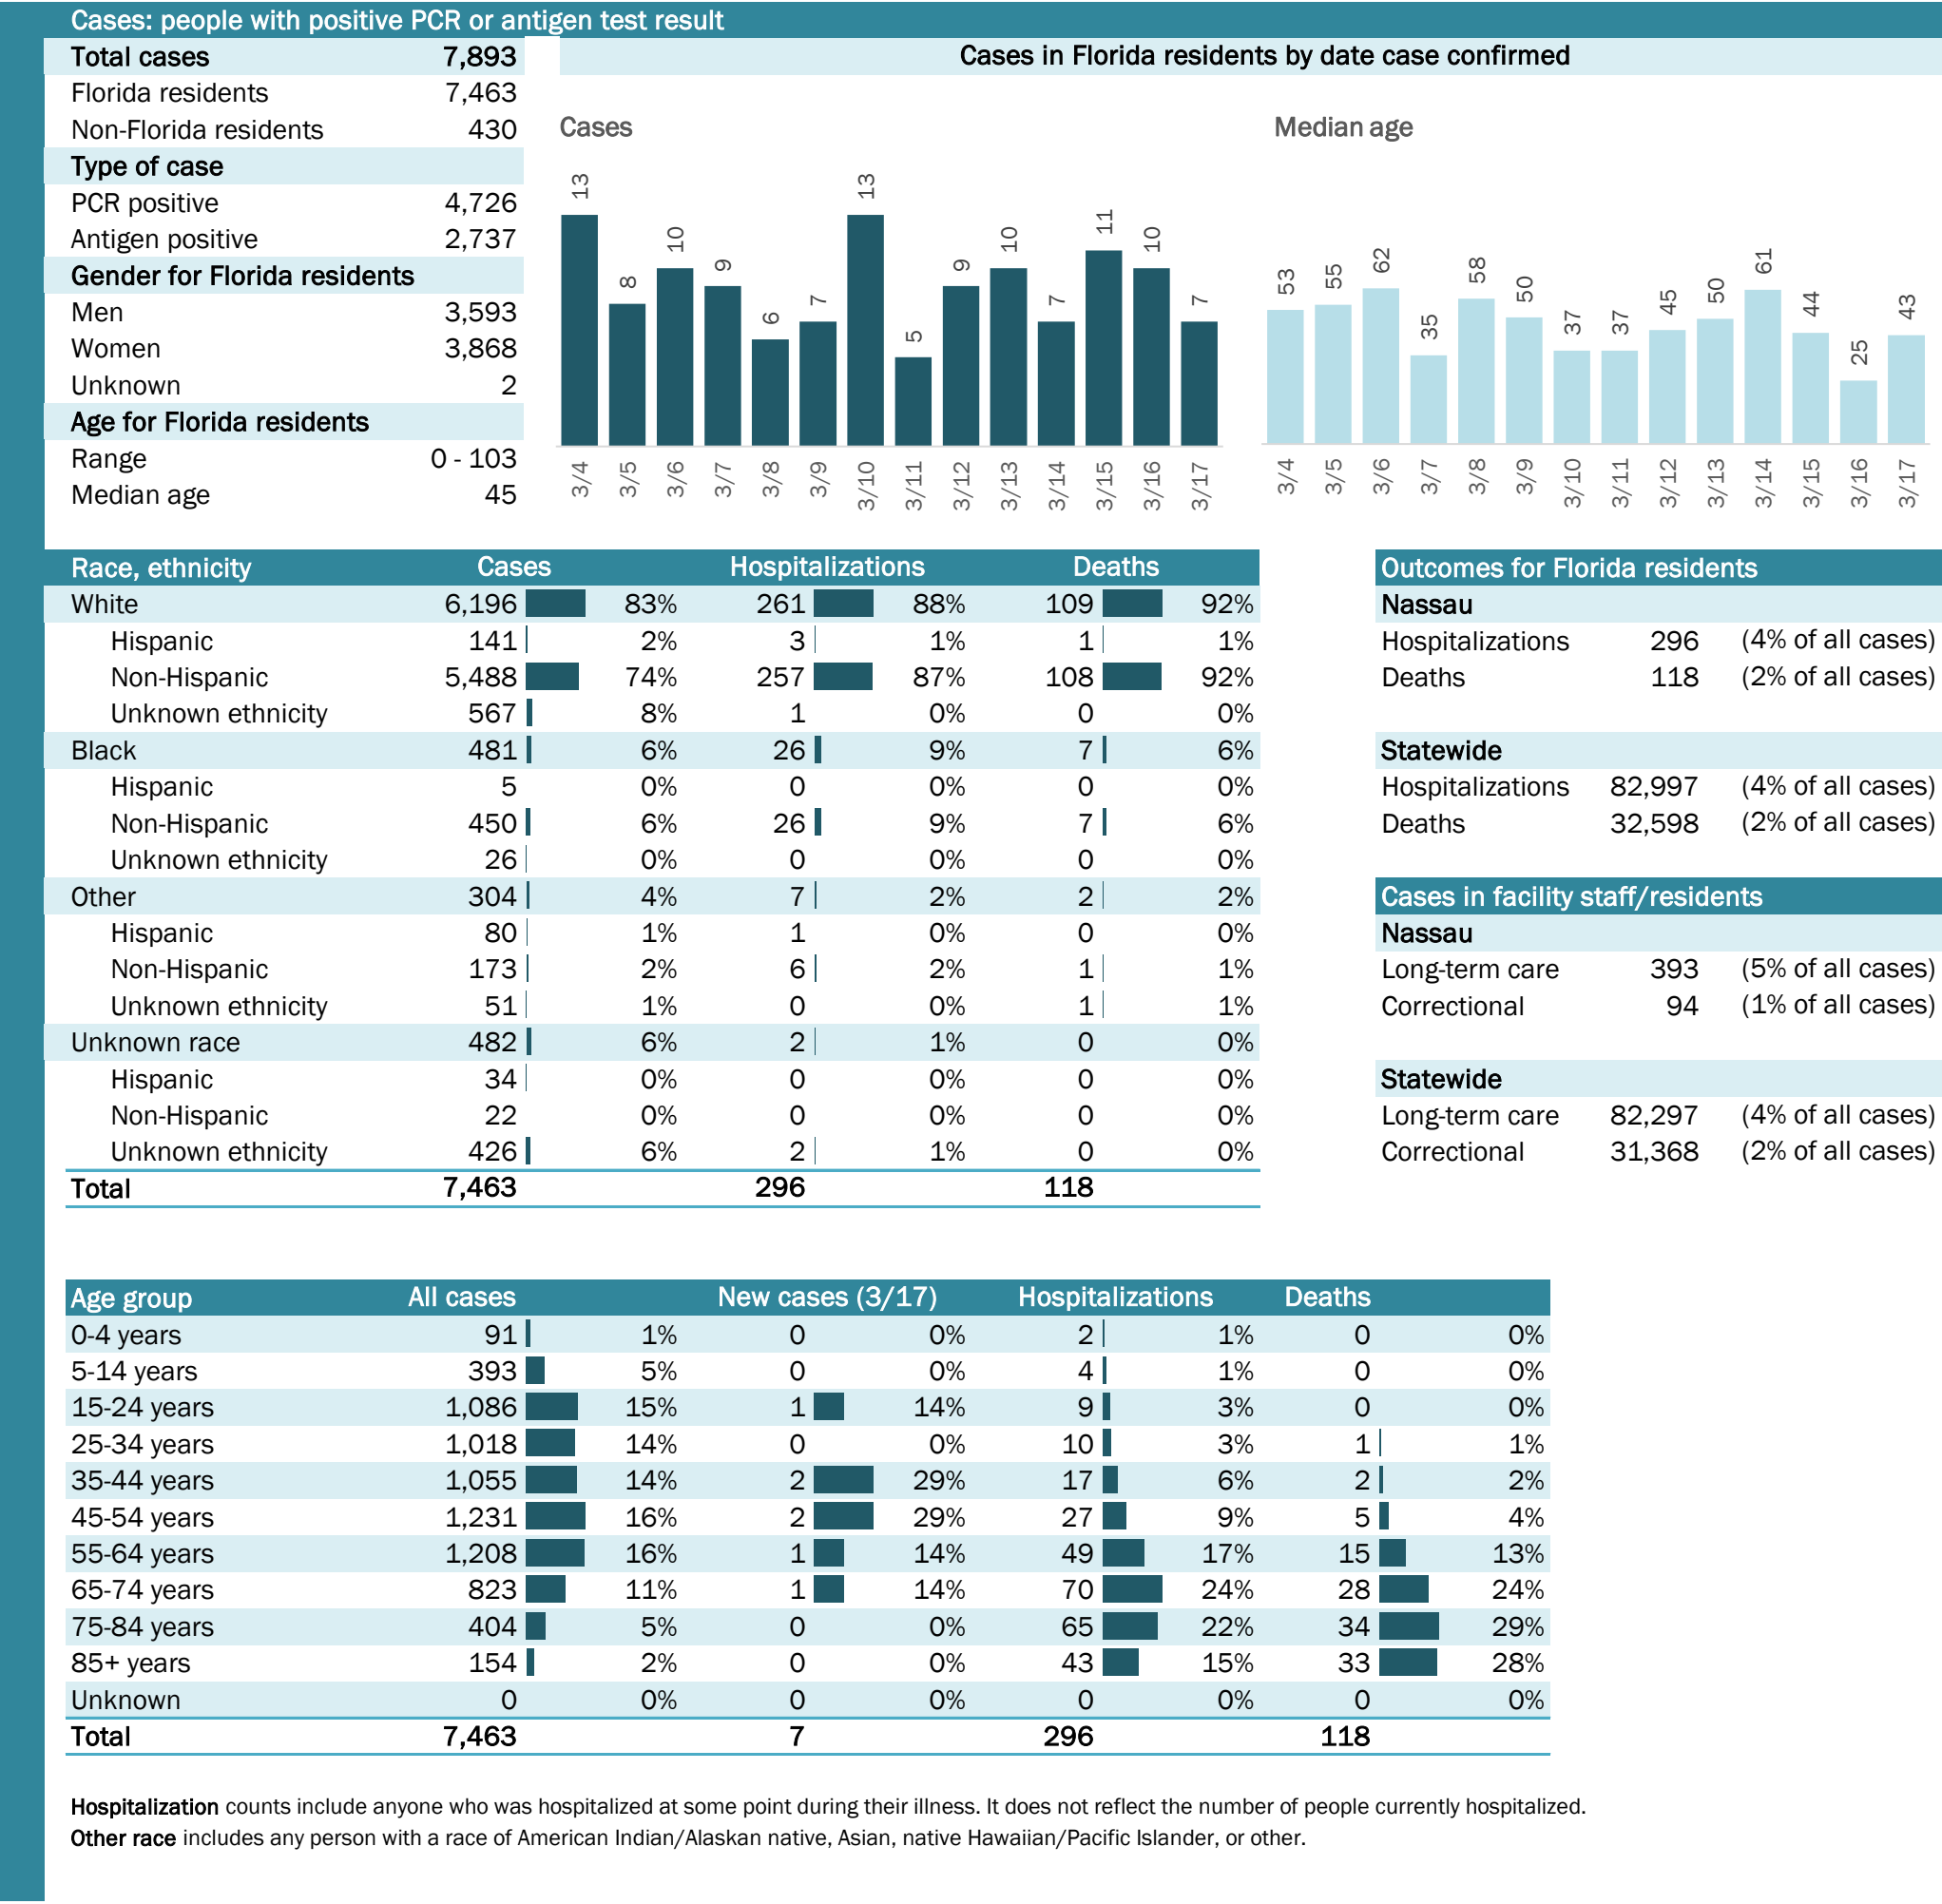 Cases: people with positive PCR or antigen test result
Total cases 7,893
Florida residents 7,463
Non-Florida residents 430
Type of case
PCR positive 4,726
Antigen positive 2,737
Gender for Florida residents
Men 3,593
Women 3,868
Unknown 2
Age for Florida residents
Range 0 - 103
Median age 45
Cases in Florida residents by date case confirmed
Cases
13 8 10 9 6 7 13 5 9 10 7 11 10 7
3/4 3/5 3/6 3/7 3/8 3/9 3/10 3/11 3/12 3/13 3/14 3/15 3/16 3/17
Median age
53 55 62 35 58 50 37 37 45 50 61 44 25 43
3/4 3/5 3/6 3/7 3/8 3/9 3/10 3/11 3/12 3/13 3/14 3/15 3/16 3/17
Race, ethnicity Cases Hospitalizations Deaths
White 6,196 83% 261 88% 109 92%
Hispanic 141 2% 3 1% 1 1%
Non-Hispanic 5,488 74% 257 87% 108 92%
Unknown ethnicity 567 8% 1 0% 0 0%
Black 481 6% 26 9% 7 6%
Hispanic 5 0% 0 0% 0 0%
Non-Hispanic 450 6% 26 9% 7 6%
Unknown ethnicity 26 0% 0 0% 0 0%
Other 304 4% 7 2% 2 2%
Hispanic 80 1% 1 0% 0 0%
Non-Hispanic 173 2% 6 2% 1 1%
Unknown ethnicity 51 1% 0 0% 1 1%
Unknown race 482 6% 2 1% 0 0%
Hispanic 34 0% 0 0% 0 0%
Non-Hispanic 22 0% 0 0% 0 0%
Unknown ethnicity 426 6% 2 1% 0 0%
Total 7,463 296 118
Outcomes for Florida residents
Nassau
Hospitalizations 296 (4% of all cases)
Deaths 118 (2% of all cases)
Statewide
Hospitalizations 82,997 (4% of all cases)
Deaths 32,598 (2% of all cases)
Cases in facility staff/residents
Nassau
Long-term care 393 (5% of all cases)
Correctional 94 (1% of all cases)
Statewide
Long-term care 82,297 (4% of all cases)
Correctional 31,368 (2% of all cases)
Age group All cases New cases (3/17) Hospitalizations Deaths
0-4 years 91 1% 0 0% 2 1% 0 0%
5-14 years 393 5% 0 0% 4 1% 0 0%
15-24 years 1,086 15% 1 14% 9 3% 0 0%
25-34 years 1,018 14% 0 0% 10 3% 1 1%
35-44 years 1,055 14% 2 29% 17 6% 2 2%
45-54 years 1,231 16% 2 29% 27 9% 5 4%
55-64 years 1,208 16% 1 14% 49 17% 15 13%
65-74 years 823 11% 1 14% 70 24% 28 24%
75-84 years 404 5% 0 0% 65 22% 34 29%
85+ years 154 2% 0 0% 43 15% 33 28%
Unknown 0 0% 0 0% 0 0% 0 0%
Total 7,463 7 296 118
Hospitalization counts include anyone who was hospitalized at some point during their illness. It does not reflect the number of people currently hospitalized.
Other race includes any person with a race of American Indian/Alaskan native, Asian, native Hawaiian/Pacific Islander, or other.